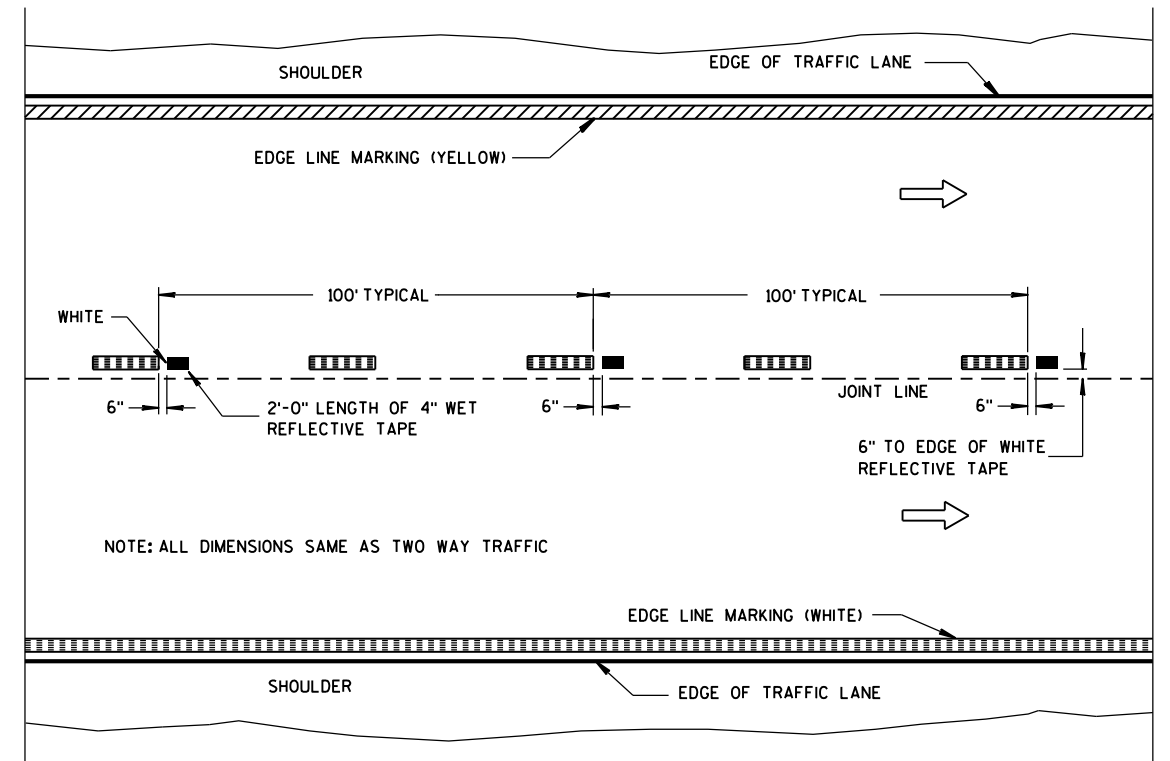 SHOULDER
EDGE OF TRAFFIC LANE
EDGE LINE MARKING (YELLOW)
100' TYPICAL
100' TYPICAL
WHITE
JOINT LINE
6"
2'-0" LENGTH OF 4" WET
REFLECTIVE TAPE
6"
6"
6" TO EDGE OF WHITE
REFLECTIVE TAPE
NOTE: ALL DIMENSIONS SAME AS TWO WAY TRAFFIC
EDGE LINE MARKING (WHITE)
SHOULDER
EDGE OF TRAFFIC LANE